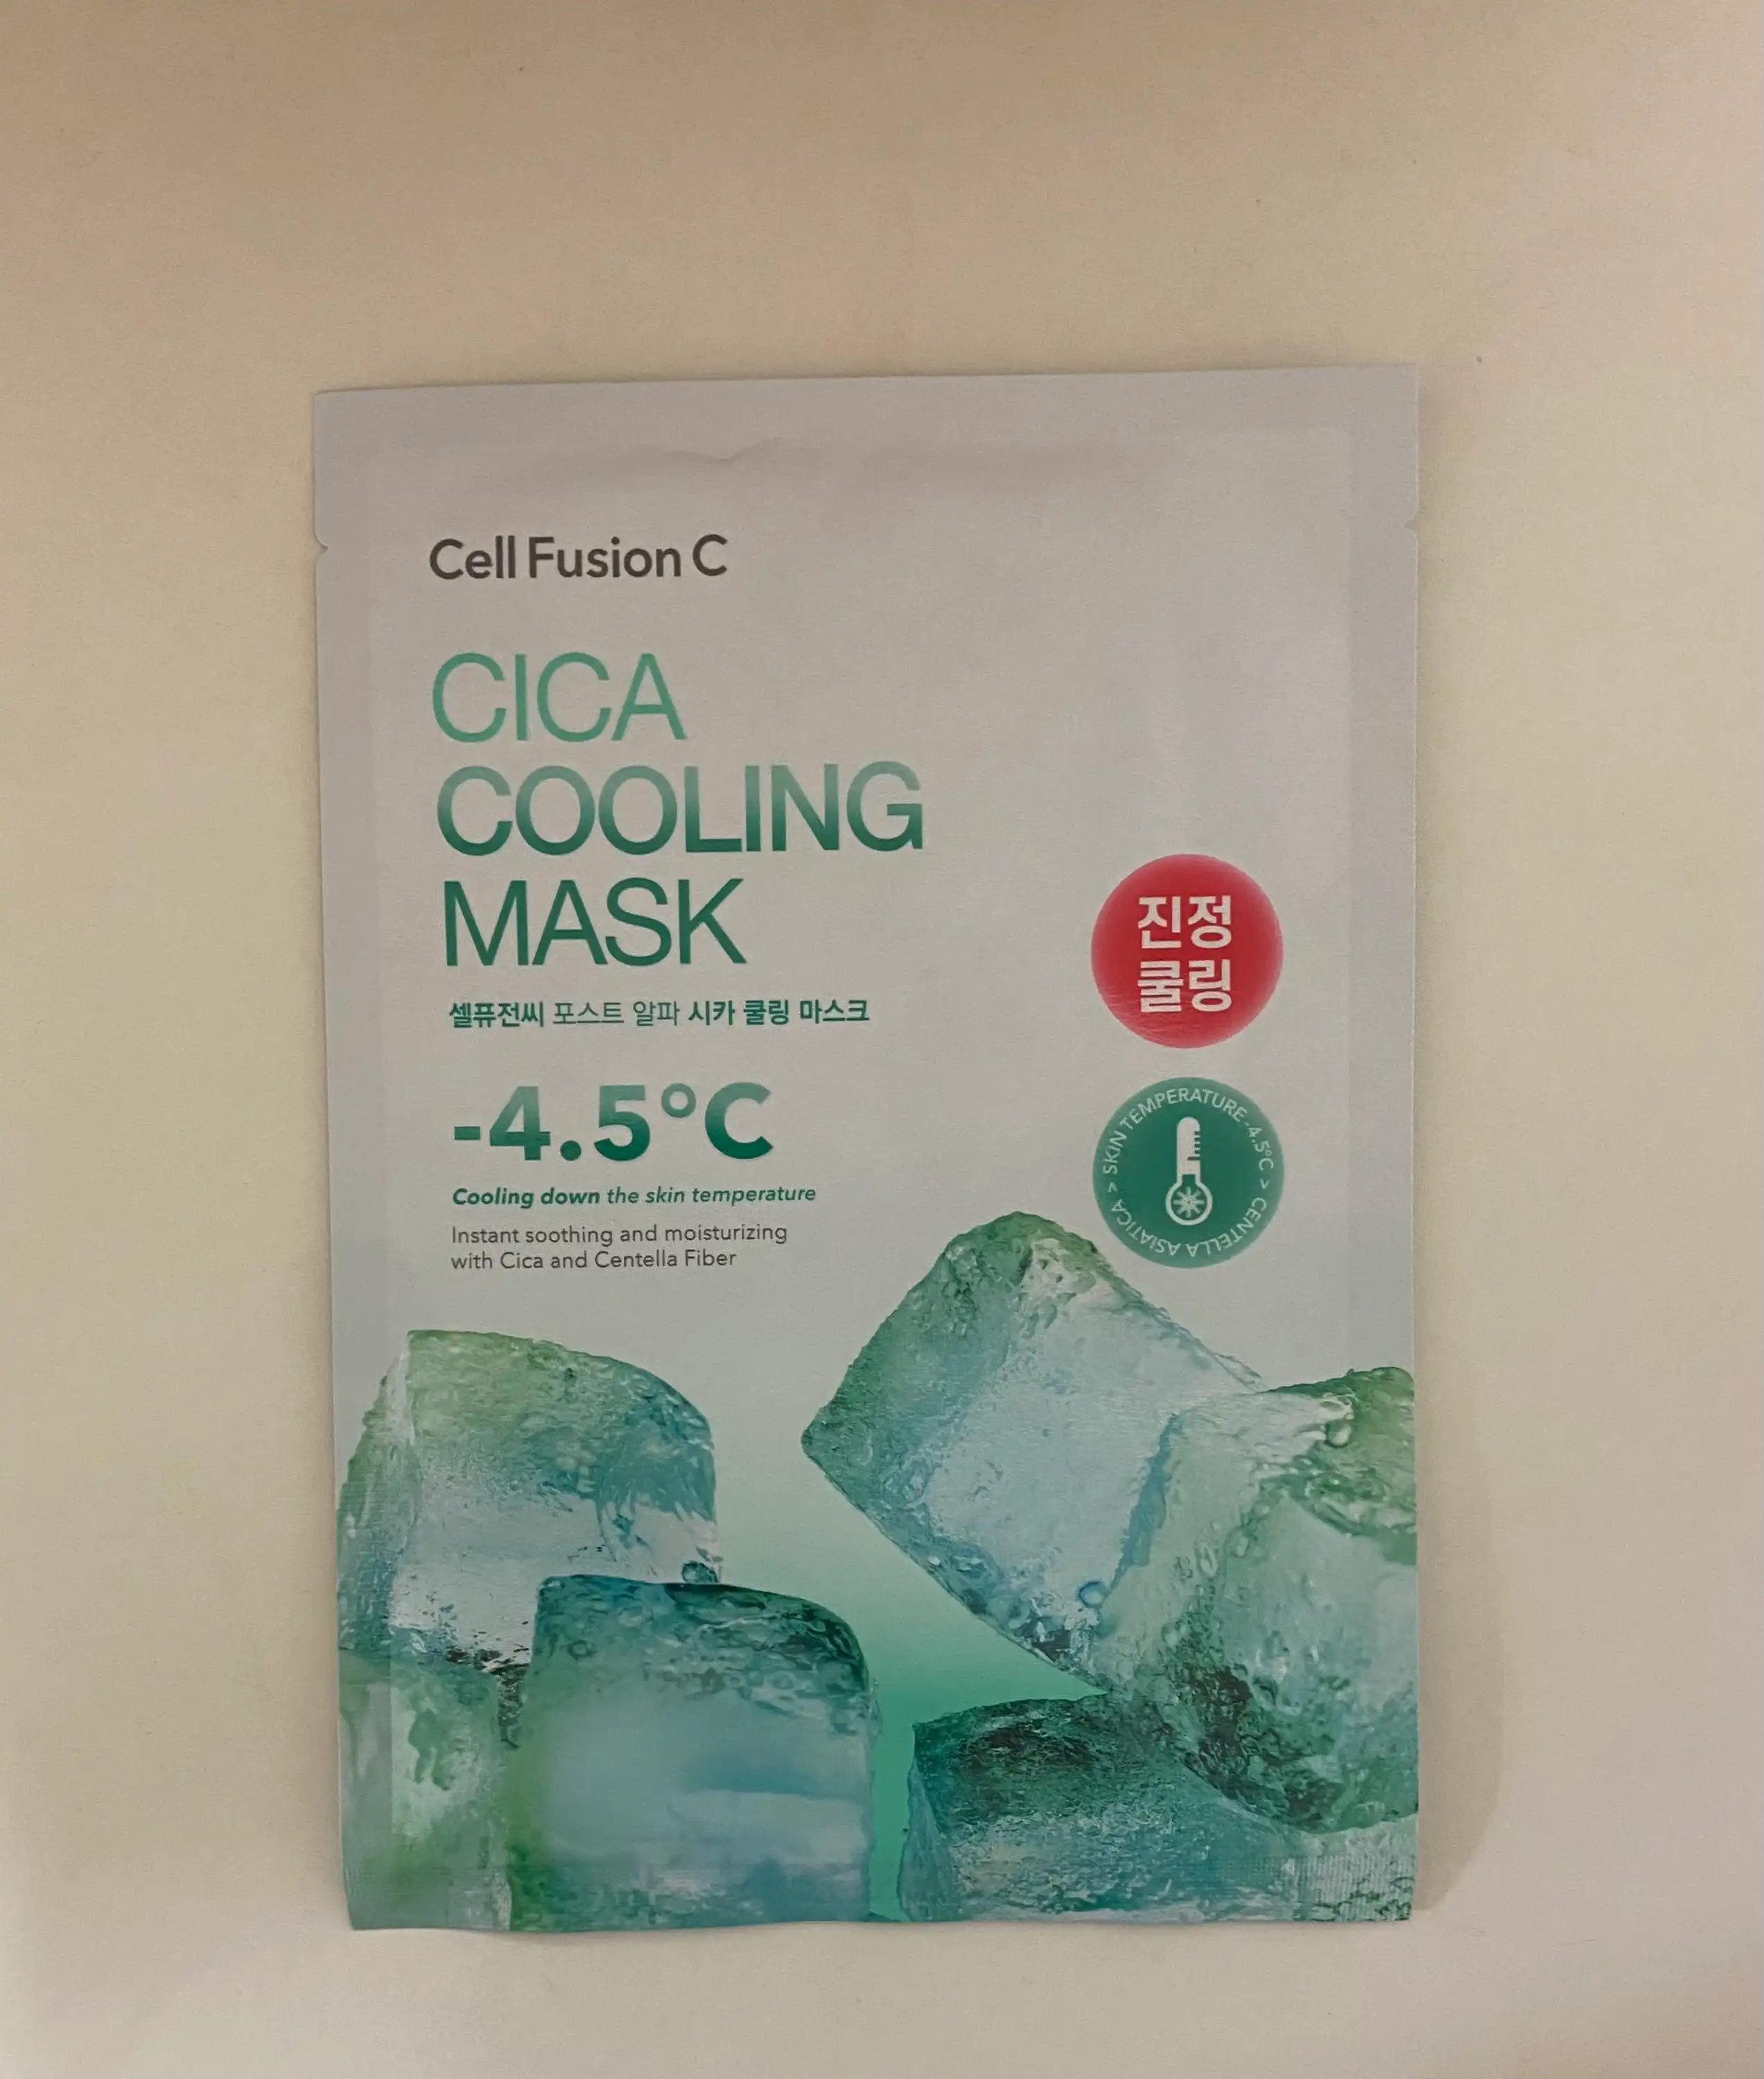 Cell Fusion C
CICA
COOLING
MASK
셀퓨전씨 포스트 알파 시카 쿨링 마스크
-4.5°C
Cooling down the skin temperature
Instant soothing and moisturizing
with Cica and Centella Fiber
진정
쿨링
> SKIN TEMPERATURE -4.5°C > CENTELLA ASIATICA